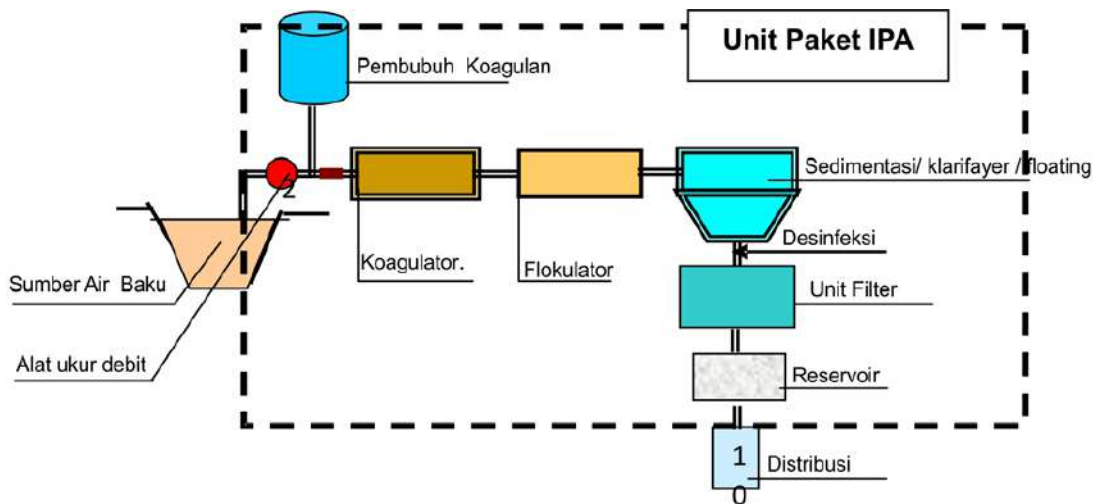 Unit Paket IPA
Pembubuh Koagulan
2
Sedimentasi/ klarifayer / floating
Desinfeksi
Koagulator.
Flokulator
Sumber Air Baku
Unit Filter
Alat ukur debit
Reservoir
1
0
Distribusi